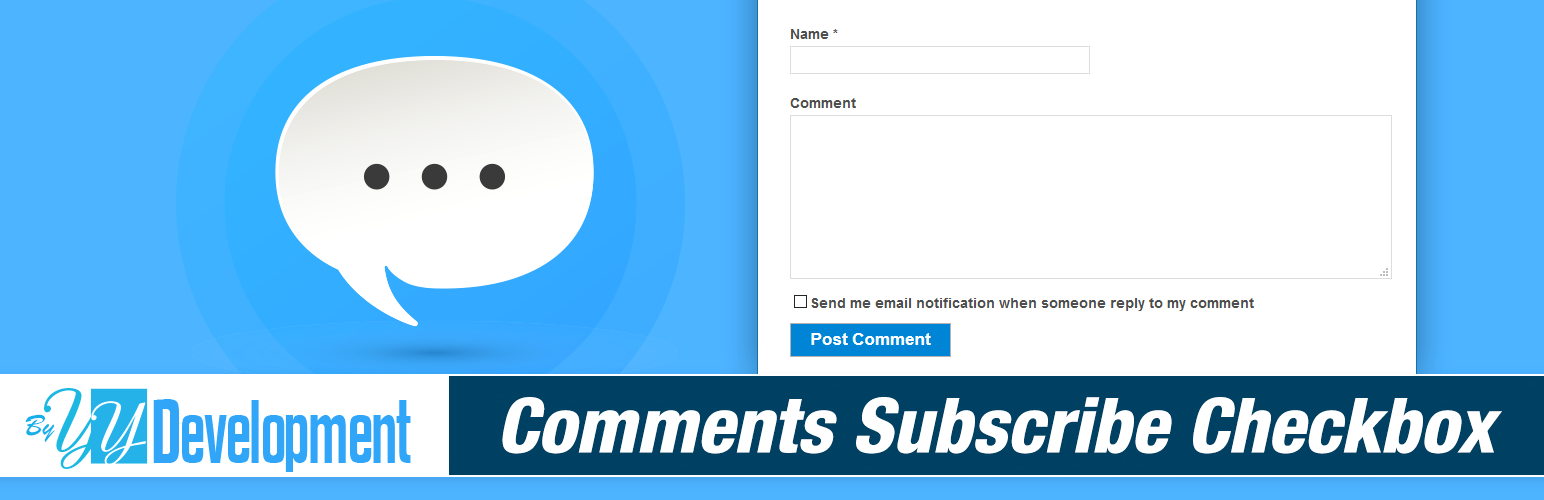 Name *
Comment
Send me email notification when someone reply to my comment
Post Comment
By YY Development
Comments Subscribe Checkbox